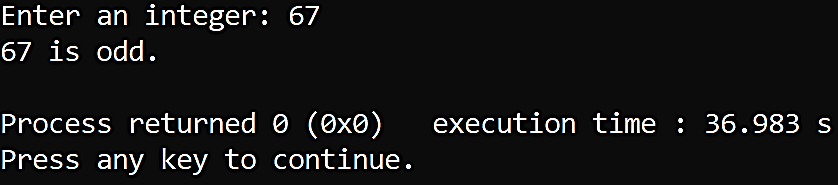 Enter an integer: 67
67 is odd.
Process returned 0 (0x0)   execution time : 36.983 s
Press any key to continue.